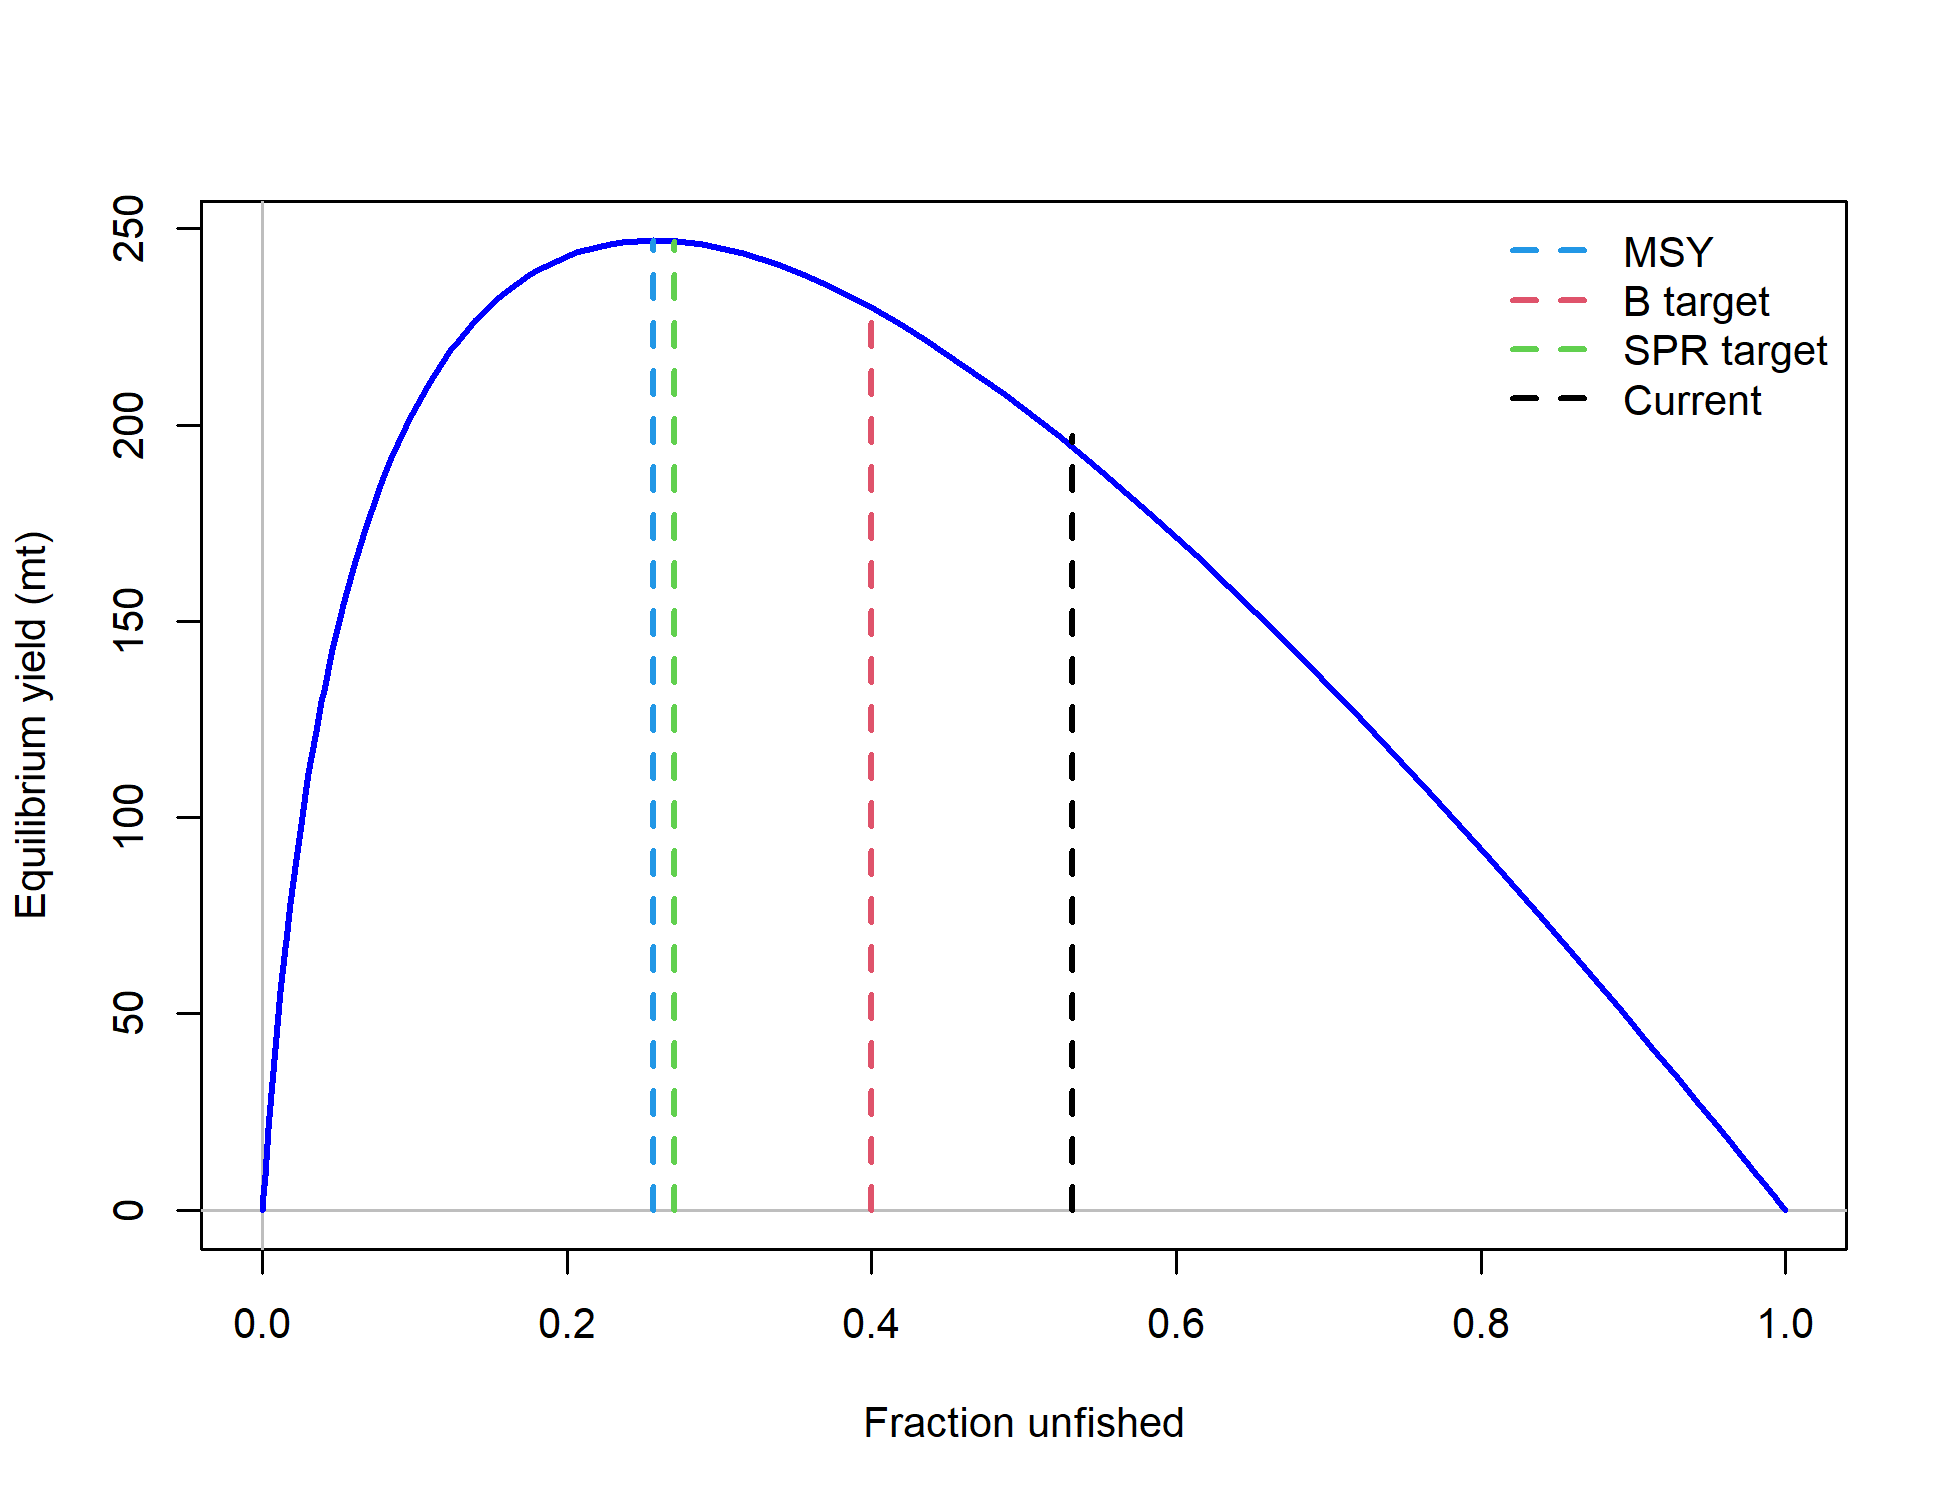 250
200
150
100
50
0
Equilibrium yield (mt)
MSY
B target
SPR target
Current
0.0 0.2 0.4 0.6 0.8 1.0
Fraction unfished